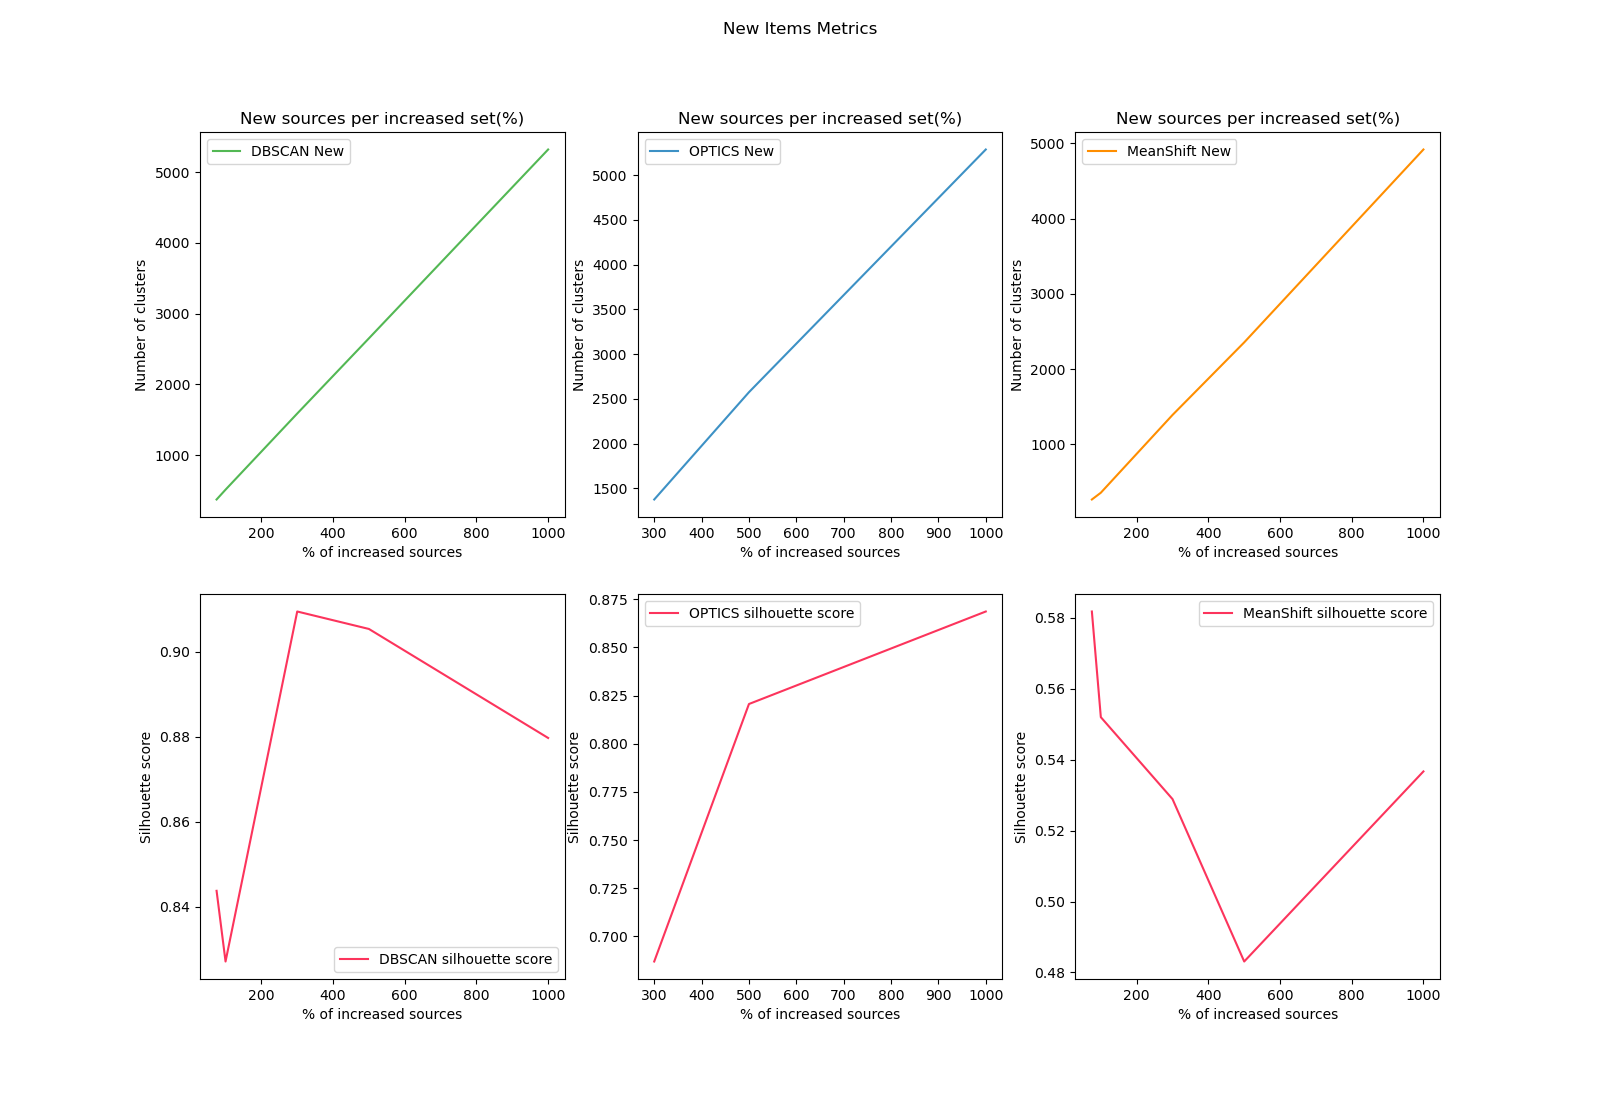 New Items Metrics
New sources per increased set(%)
DBSCAN New
Number of clusters
5000
4000
3000
2000
1000
200 400 600 800 1000
% of increased sources
New sources per increased set(%)
OPTICS New
Number of clusters
5000
4500
4000
3500
3000
2500
2000
1500
300 400 500 600 700 800 900 1000
% of increased sources
New sources per increased set(%)
MeanShift New
Number of clusters
5000
4000
3000
2000
1000
200 400 600 800 1000
% of increased sources
Silhouette score
0.90
0.88
0.86
0.84
DBSCAN silhouette score
200 400 600 800 1000
% of increased sources
OPTICS silhouette score
Silhouette score
0.875
0.850
0.825
0.800
0.775
0.750
0.725
0.700
300 400 500 600 700 800 900 1000
% of increased sources
MeanShift silhouette score
Silhouette score
0.58
0.56
0.54
0.52
0.50
0.48
200 400 600 800 1000
% of increased sources